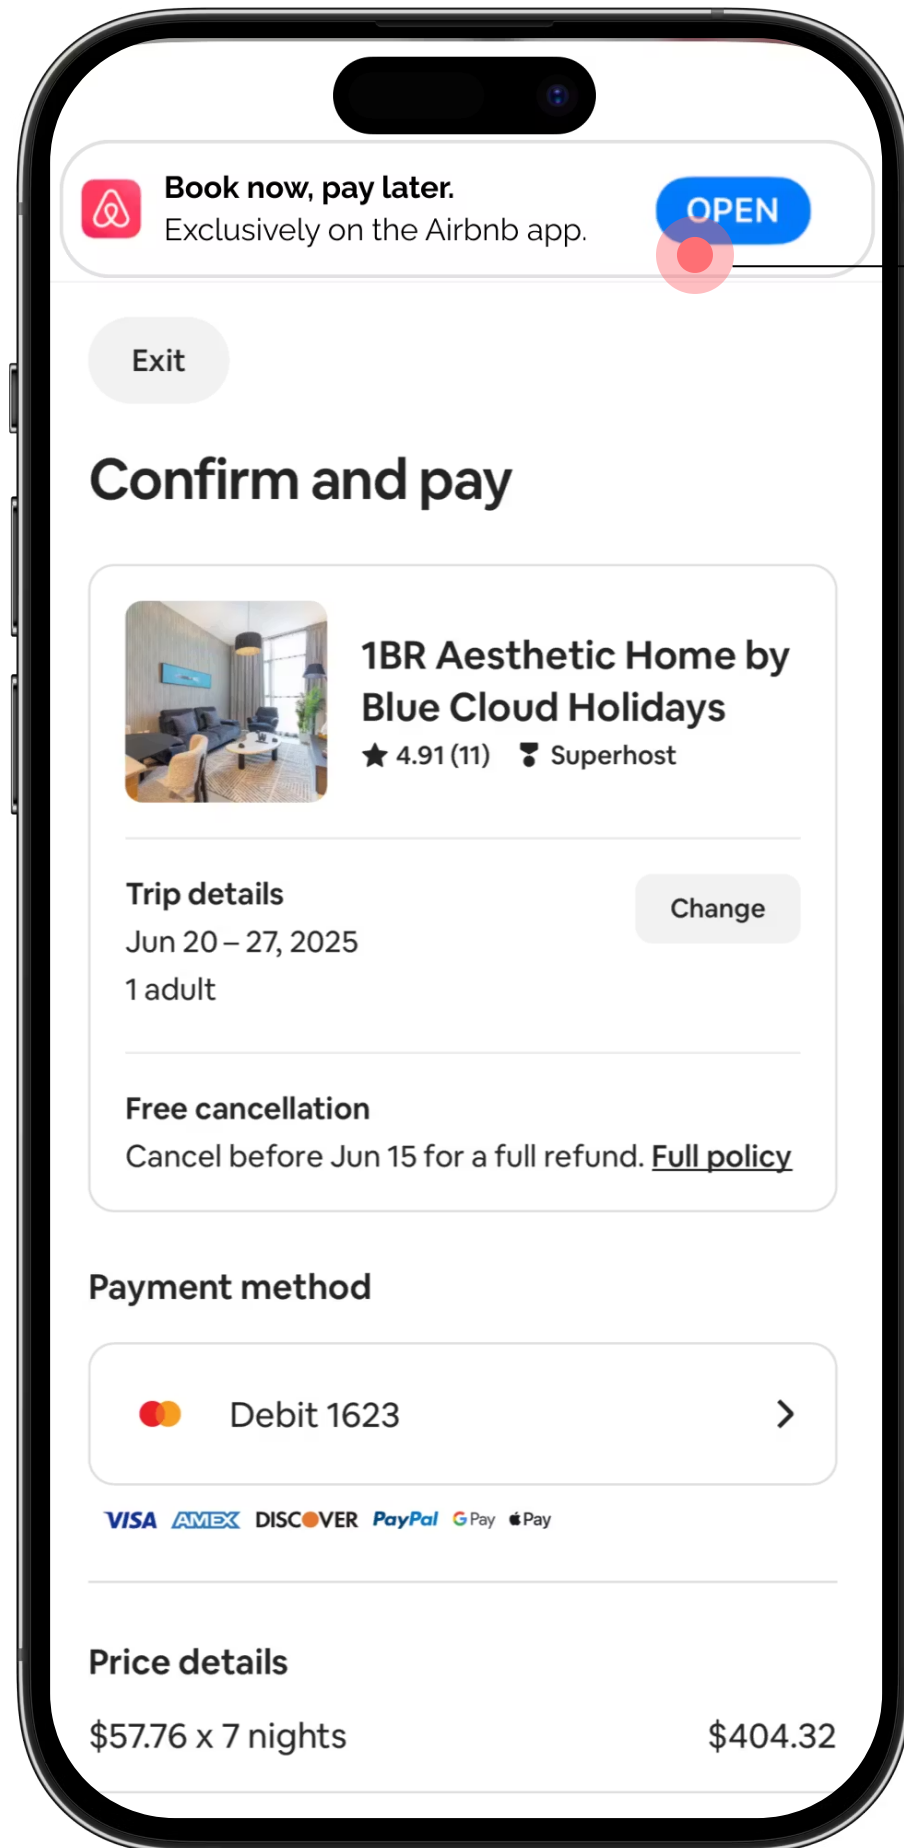 Book now, pay later.
Exclusively on the Airbnb app.
OPEN
Exit
Confirm and pay
1BR Aesthetic Home by
Blue Cloud Holidays
4.91 (11) Superhost
Trip details
Change
Jun 20 – 27, 2025
1 adult
Free cancellation
Cancel before Jun 15 for a full refund. Full policy
Payment method
Debit 1623
VISA AMEX DISCOVER PayPal G Pay Pay
Price details
$57.76 x 7 nights $404.32